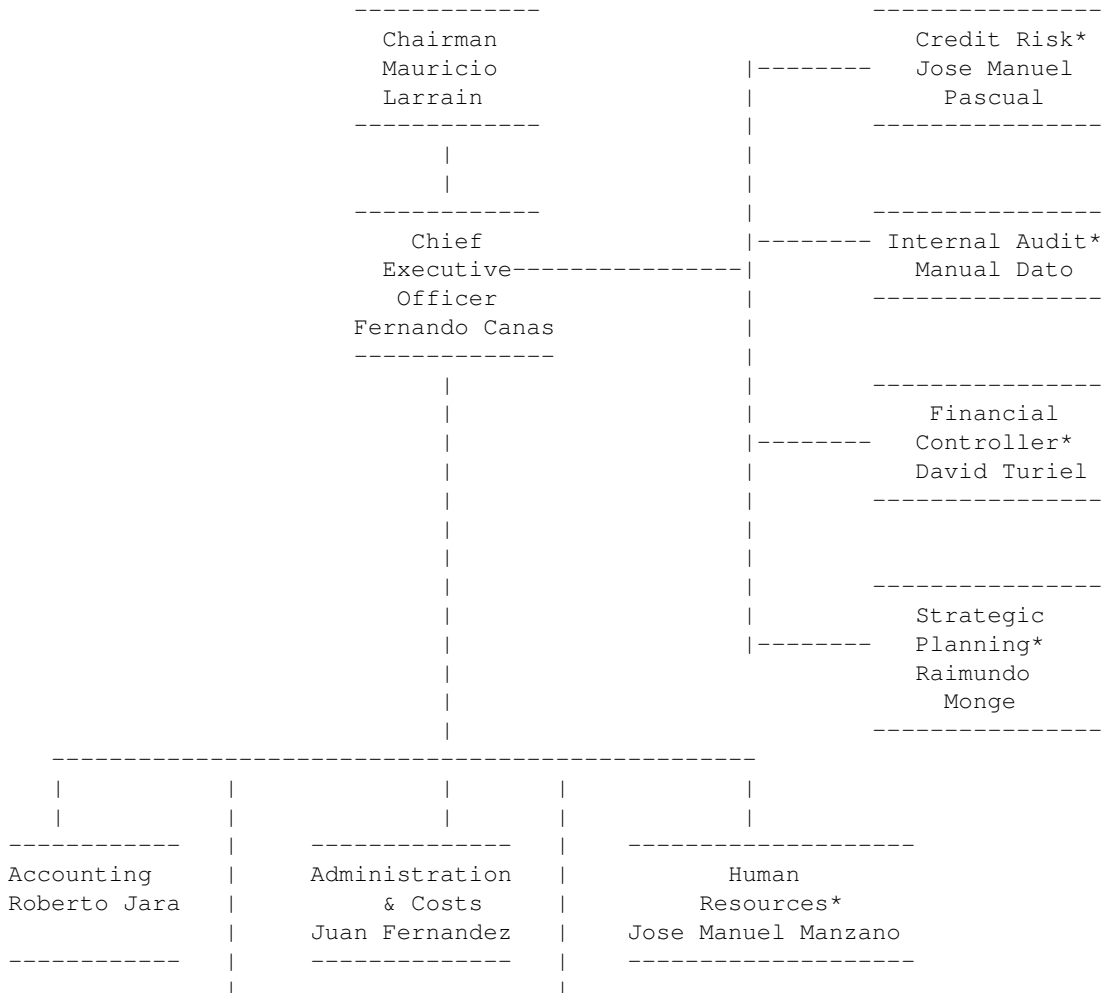 Chairman
Mauricio
Larrain
Credit Risk*
Jose Manuel
Pascual
Chief
Executive
Officer
Fernando Canas
Internal Audit*
Manual Dato
Financial
Controller*
David Turiel
Strategic
Planning*
Raimundo
Monge
Accounting
Roberto Jara
Administration
& Costs
Juan Fernandez
Human
Resources*
Jose Manuel Manzano